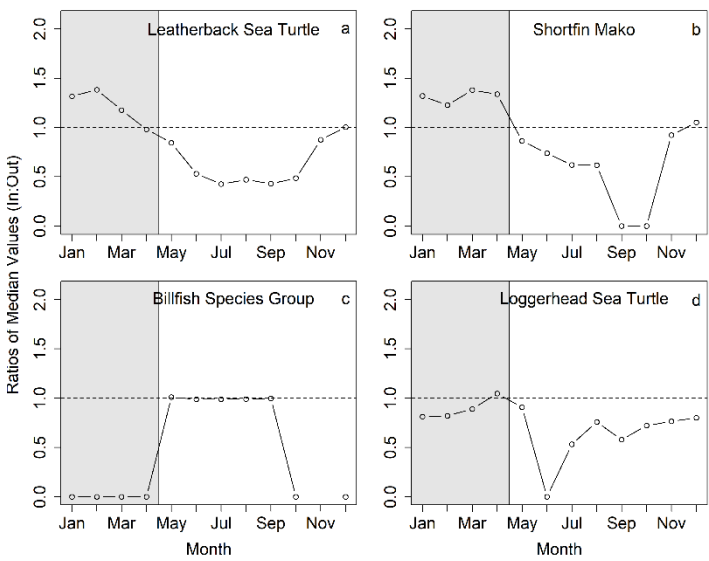 Ratios of Median Values (In:Out)
Leatherback Sea Turtle a
2.0
1.5
1.0
0.5
0.0
Jan Mar May Jul Sep Nov
Shortfin Mako b
2.0
1.5
1.0
0.5
0.0
Jan Mar May Jul Sep Nov
Billfish Species Group c
2.0
1.5
1.0
0.5
0.0
Jan Mar May Jul Sep Nov
Month
Loggerhead Sea Turtle d
2.0
1.5
1.0
0.5
0.0
Jan Mar May Jul Sep Nov
Month